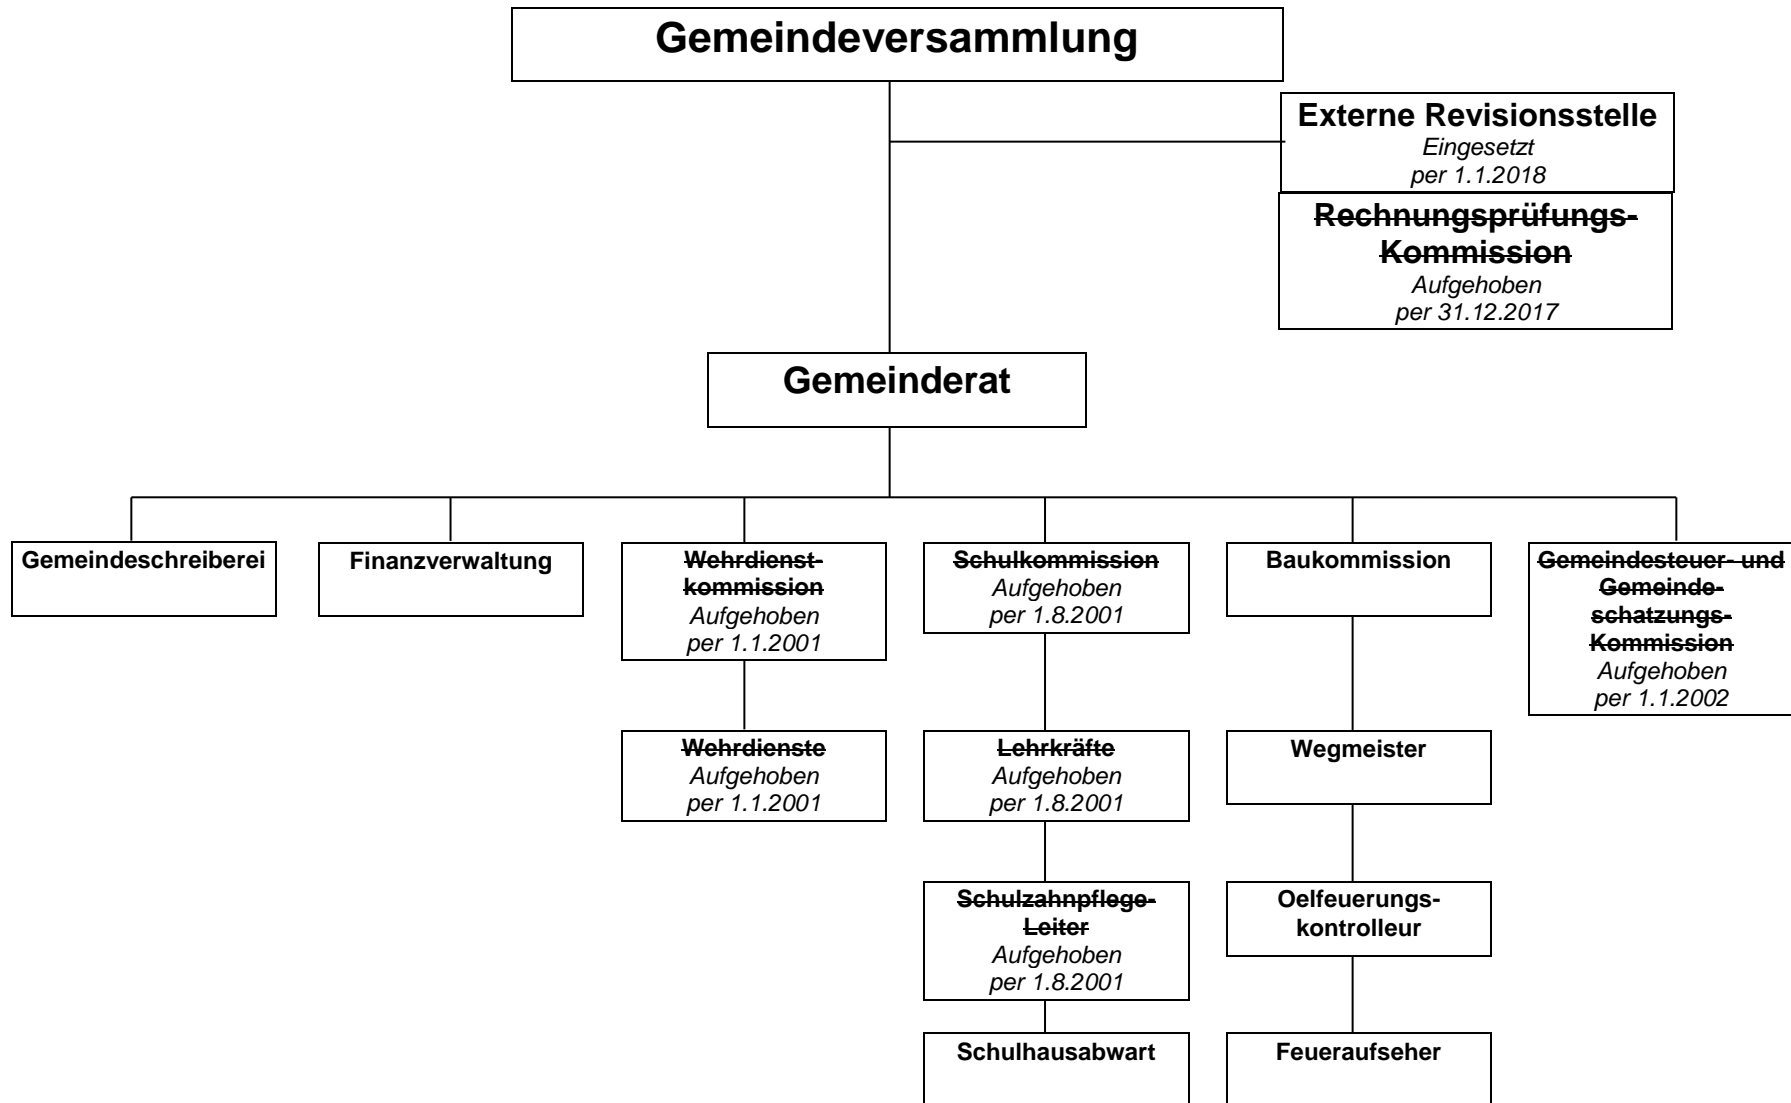 Gemeindeversammlung
Externe Revisionsstelle
Eingesetzt
per 1.1.2018
Rechnungsprüfungs-
Kommission
Aufgehoben
per 31.12.2017
Gemeinderat
Gemeindeschreiberei
Finanzverwaltung
Wehrdienst-
kommission
Aufgehoben
per 1.1.2001
Schulkommission
Aufgehoben
per 1.8.2001
Baukommission
Gemeindesteuer- und
Gemeinde-
schatzungs-
Kommission
Aufgehoben
per 1.1.2002
Wehrdienste
Aufgehoben
per 1.1.2001
Lehrkräfte
Aufgehoben
per 1.8.2001
Wegmeister
Schulzahnpflege-
Leiter
Aufgehoben
per 1.8.2001
Oelfeuerungs-
kontrolleur
Schulhausabwart
Feueraufseher